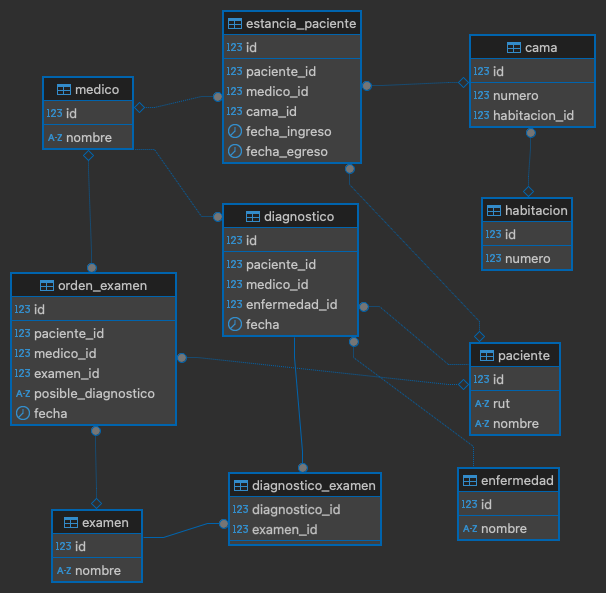 estancia_paciente
123 id
123 paciente_id
123 medico_id
123 cama_id
fecha_ingreso
fecha_egreso
cama
123 id
123 numero
123 habitacion_id
medico
123 id
A-Z nombre
habitacion
123 id
123 numero
diagnostico
123 id
123 paciente_id
123 medico_id
123 enfermedad_id
fecha
orden_examen
123 id
123 paciente_id
123 medico_id
123 examen_id
A-Z posible_diagnostico
fecha
paciente
123 id
A-Z rut
A-Z nombre
diagnostico_examen
123 diagnostico_id
123 examen_id
enfermedad
123 id
A-Z nombre
examen
123 id
A-Z nombre